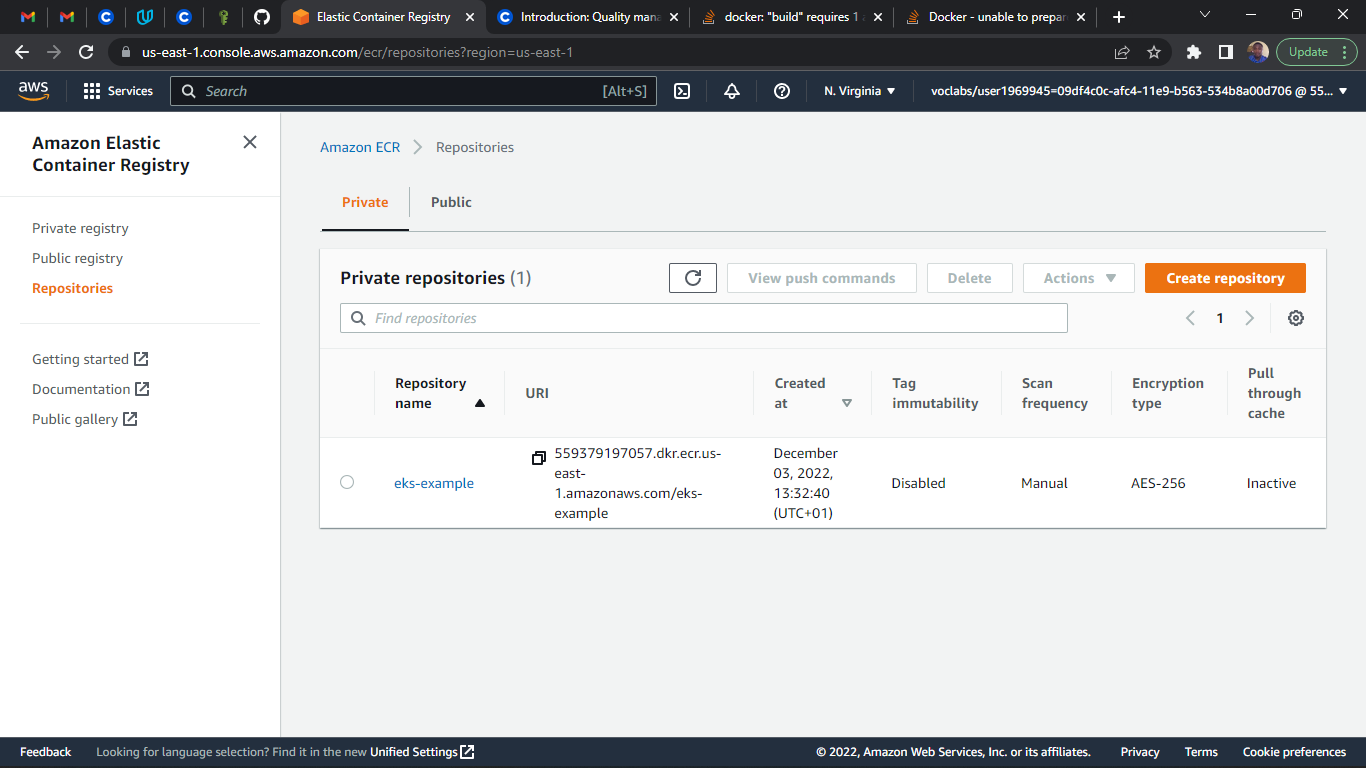 Elastic Container Registry
Introduction: Quality mana
docker: "build" requires 1 a
Docker - unable to prepar
us-east-1.console.aws.amazon.com/ecr/repositories?region=us-east-1
Update
aws
Services
Search
[Alt+S]
N. Virginia
voclabs/user1969945=09df4c0c-afc4-11e9-b563-534b8a00d706 @ 55...
Amazon Elastic
Container Registry
Private registry
Public registry
Repositories
Getting started
Documentation
Public gallery
Amazon ECR
Repositories
Private
Public
Private repositories (1)
View push commands
Delete
Actions
Create repository
Find repositories
1
Repository
name
URI
Created
at
Tag
immutability
Scan
frequency
Encryption
type
Pull
through
cache
eks-example
559379197057.dkr.ecr.us-
east-
1.amazonaws.com/eks-
example
December
03, 2022,
13:32:40
(UTC+01)
Disabled
Manual
AES-256
Inactive
Feedback
Looking for language selection? Find it in the new Unified Settings
© 2022, Amazon Web Services, Inc. or its affiliates.
Privacy
Terms
Cookie preferences